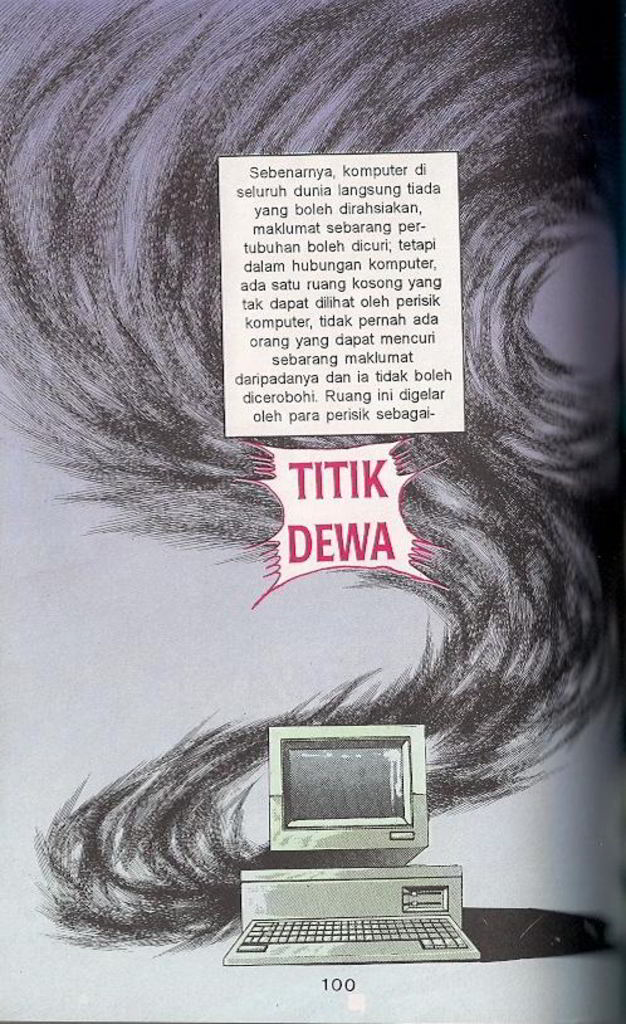 Sebenarnya, komputer di
seluruh dunia langsung tiada
yang boleh dirahsiakan,
maklumat sebarang per-
tubuhan boleh dicuri; tetapi
dalam hubungan komputer,
ada satu ruang kosong yang
tak dapat dilihat oleh perisik
komputer, tidak pernah ada
orang yang dapat mencuri
sebarang maklumat
daripadanya dan ia tidak boleh
dicerobohi. Ruang ini digelar
oleh para perisik sebagai-
TITIK
DEWA
100